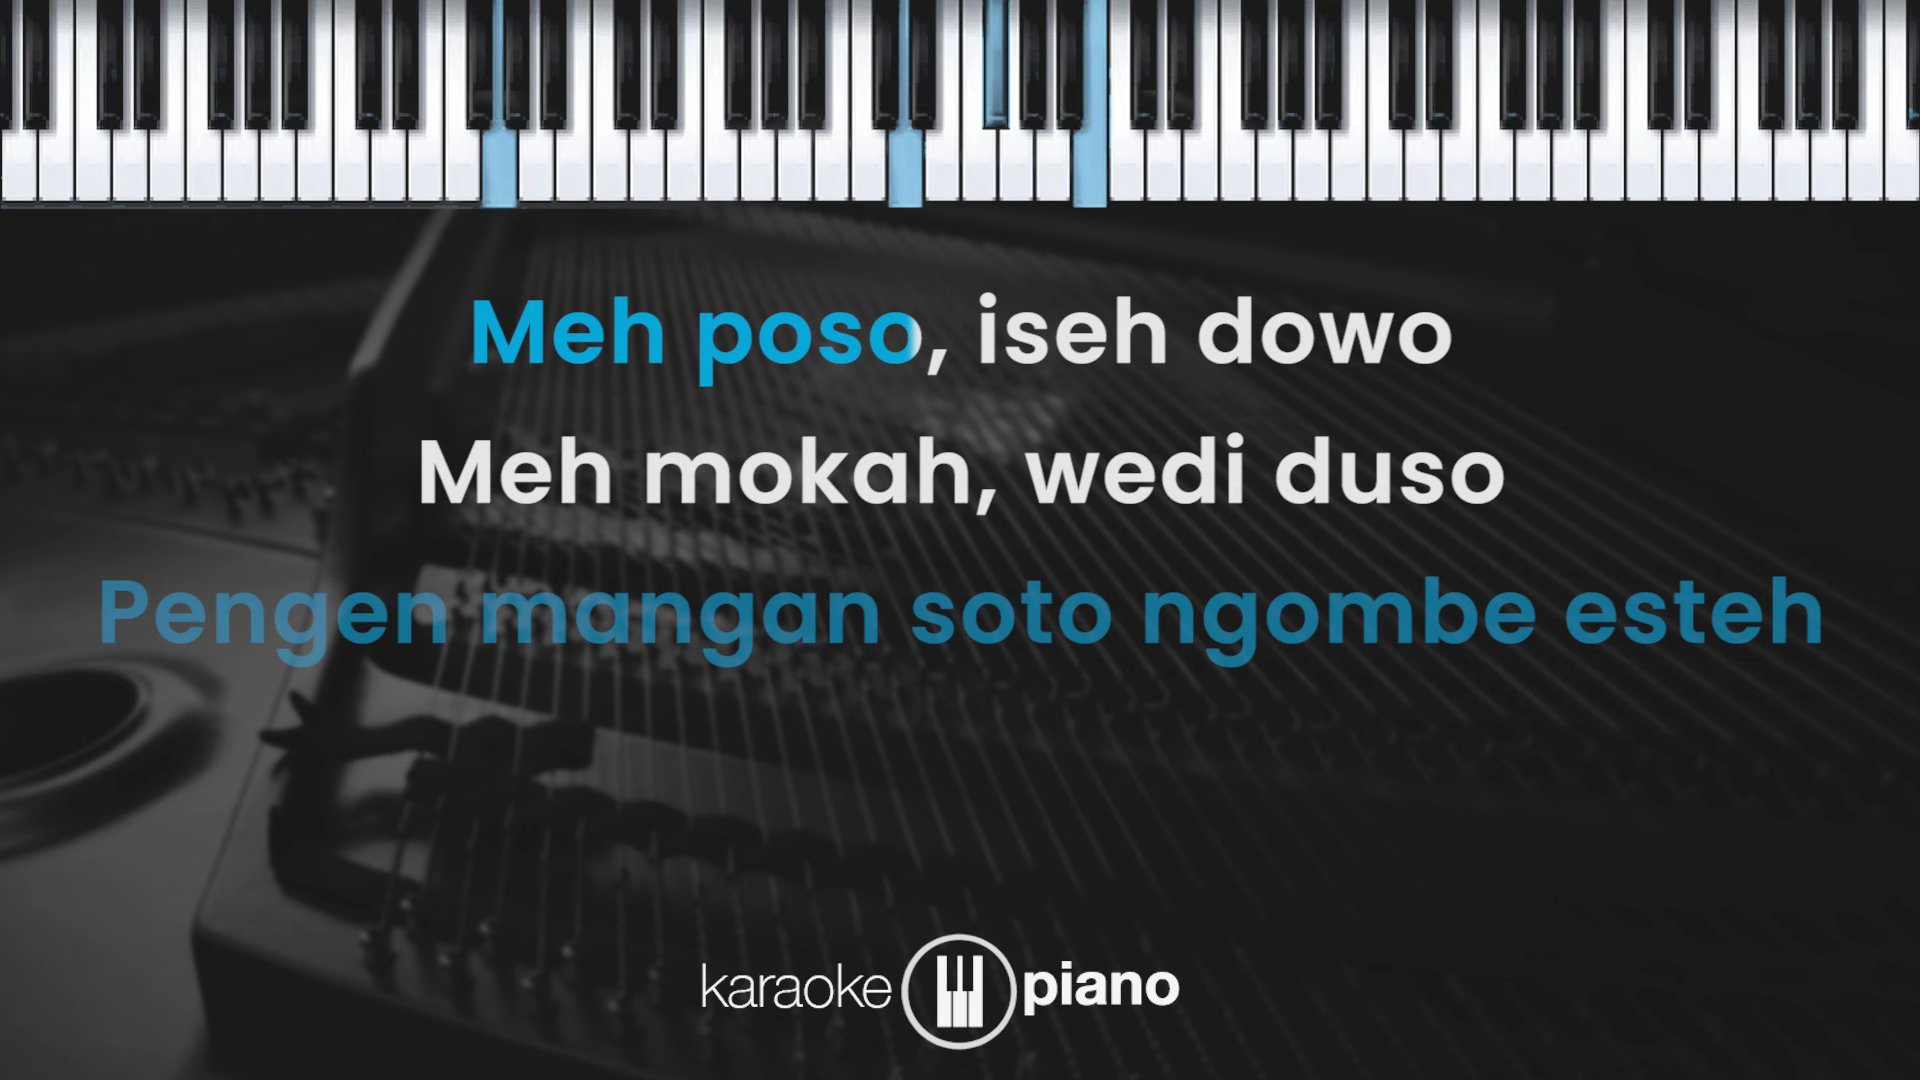 Meh poso, iseh dowo
Meh mokah, wedi duso
Pengen mangan soto ngombe esteh
karaoke piano